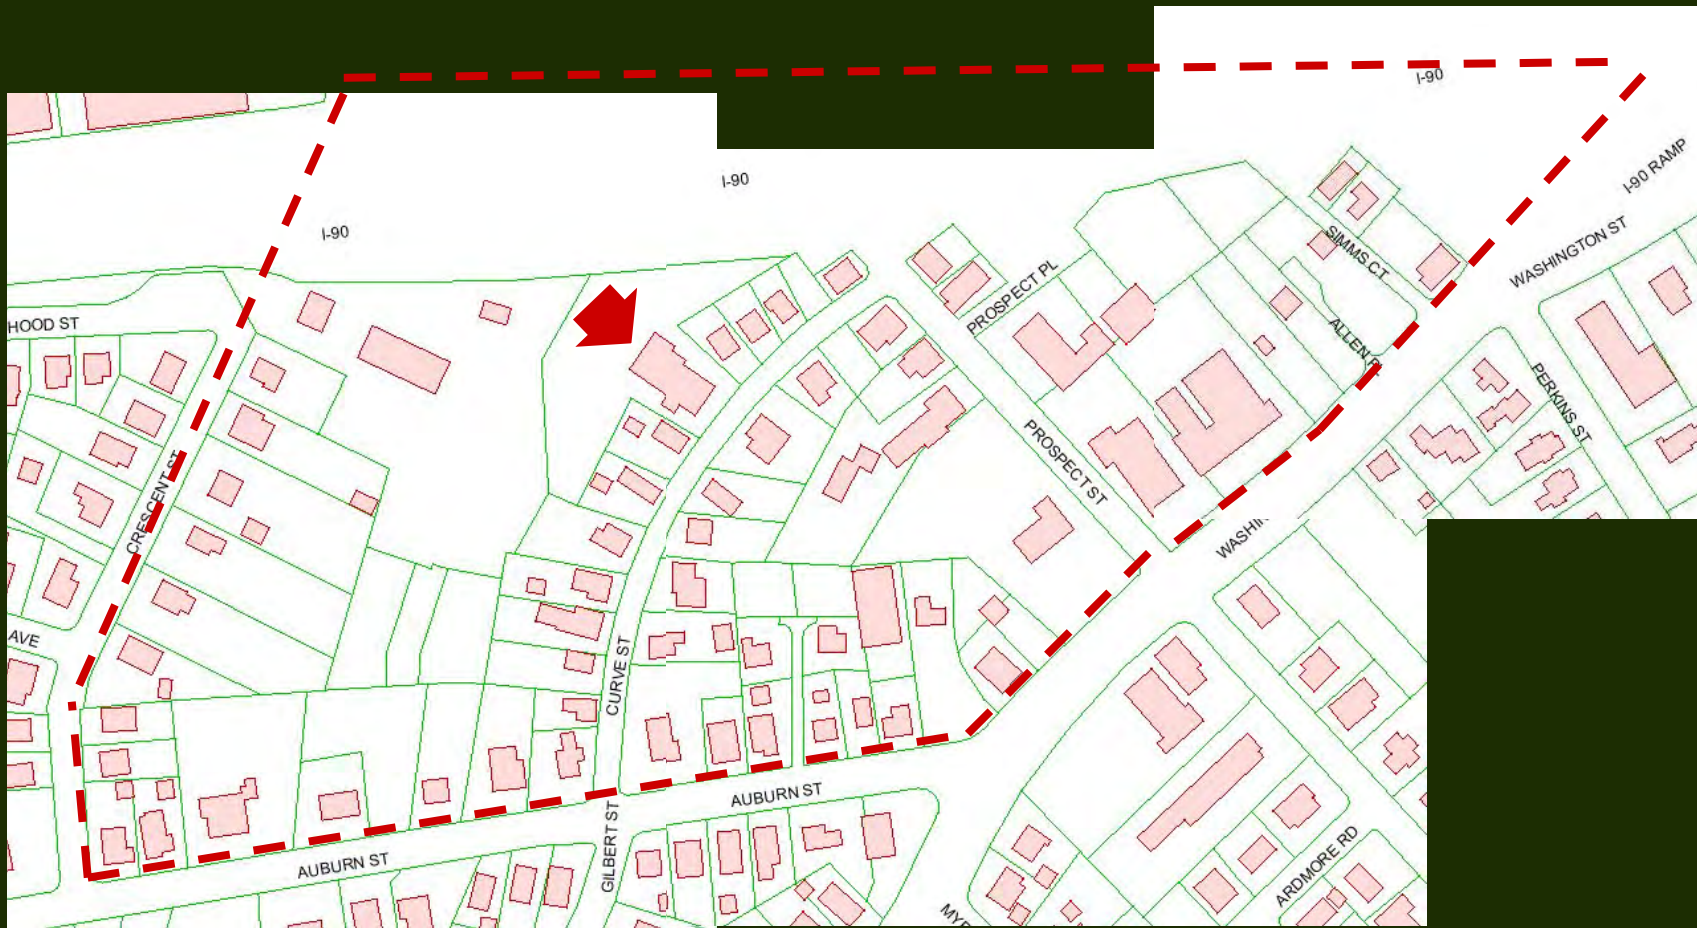 I-90
I-90
I-90
I-90 RAMP
WASHINGTON ST
SIMMS CT
PROSPECT PL
HOOD ST
ALLEN
PERKINS ST
CRESCENT ST
PROSPECT ST
AVE
CURVE ST
AUBURN ST
GILBERT ST
AUBURN ST
ARDMORE RD